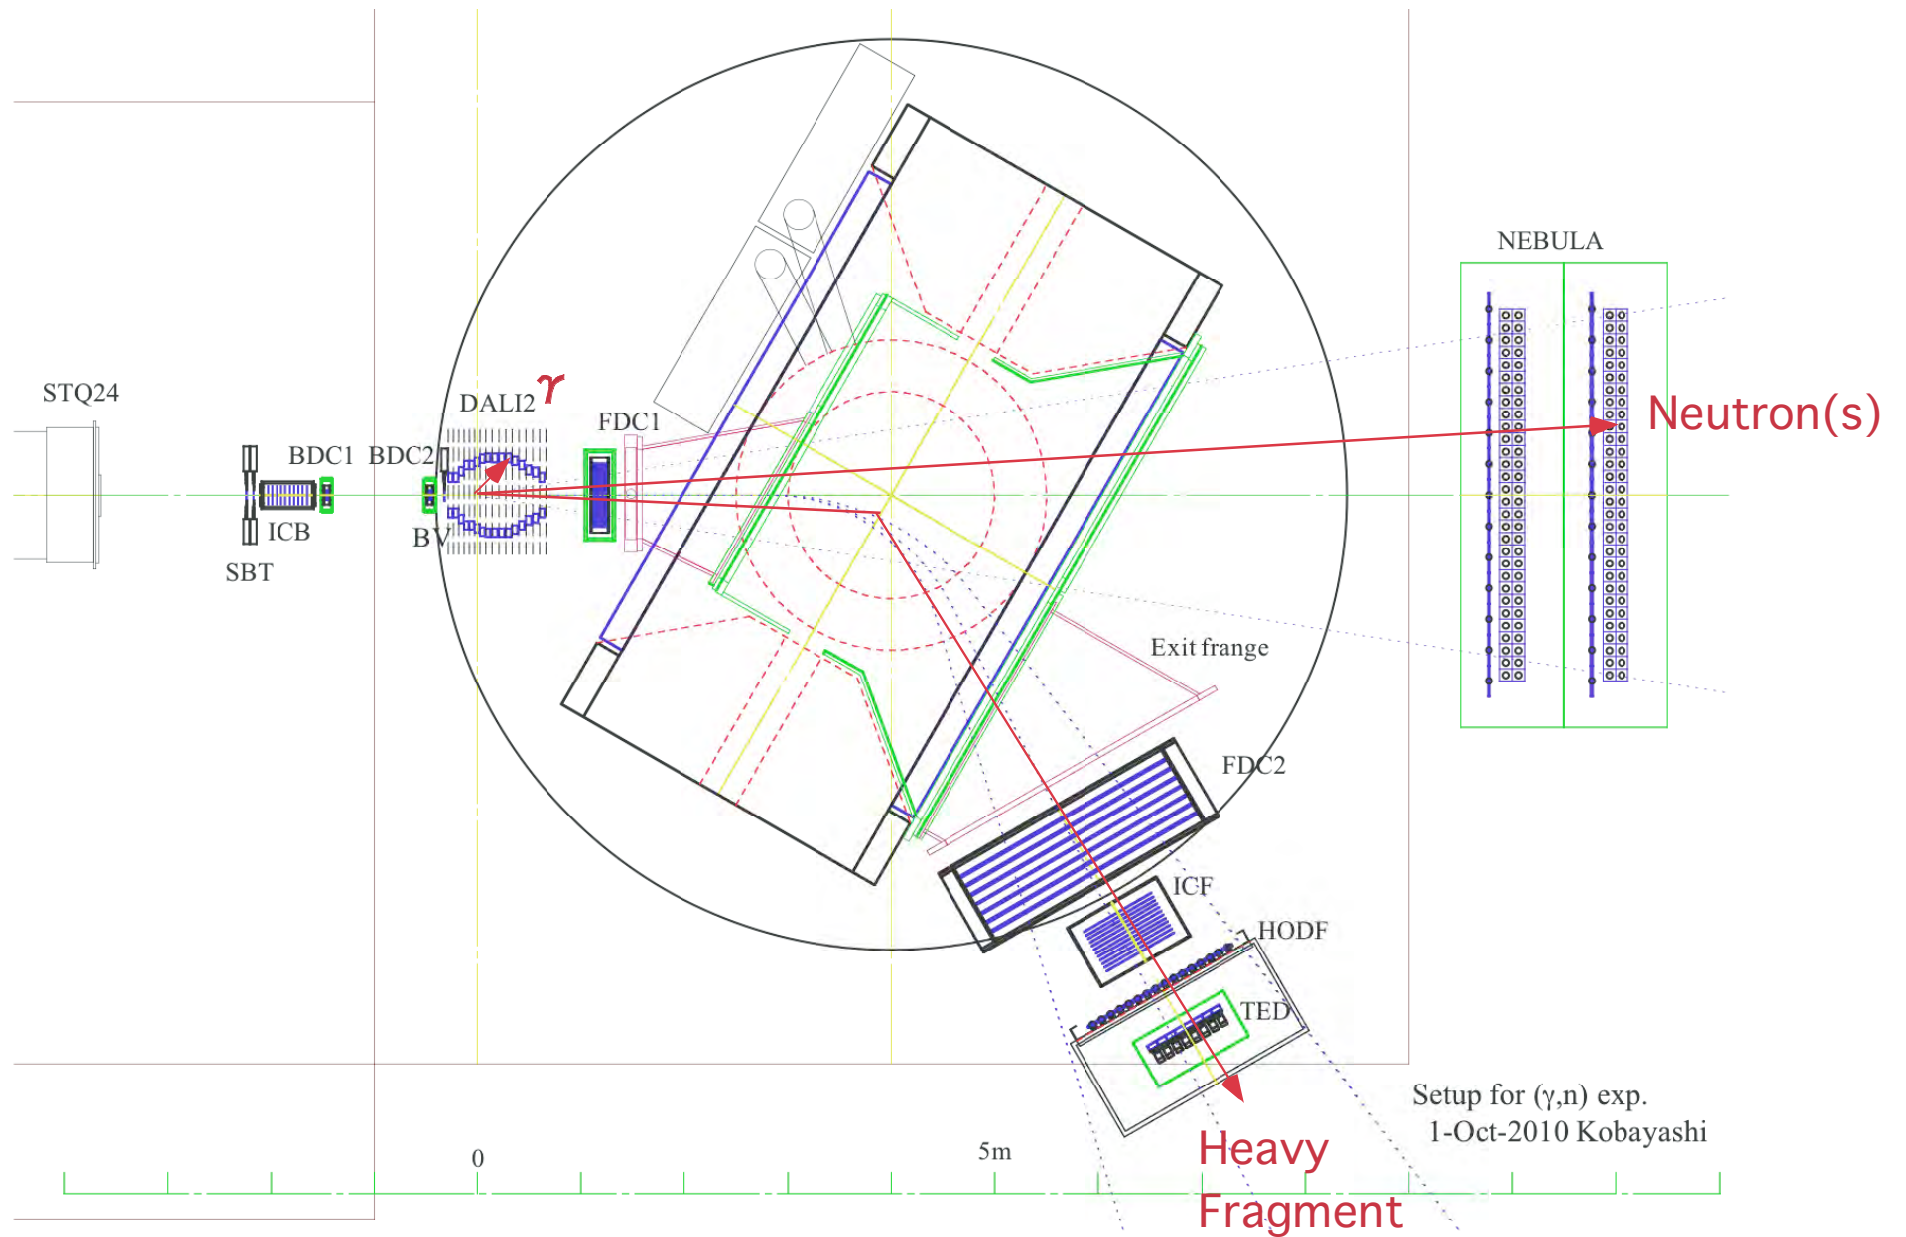 NEBULA
Neutron(s)
STQ24
DALI2
γ
FDC1
BDC1
BDC2
ICB
BV
SBT
Exit frange
FDC2
ICF
HODF
TED
Setup for (γ,n) exp.
1-Oct-2010 Kobayashi
0
5m
Heavy
Fragment